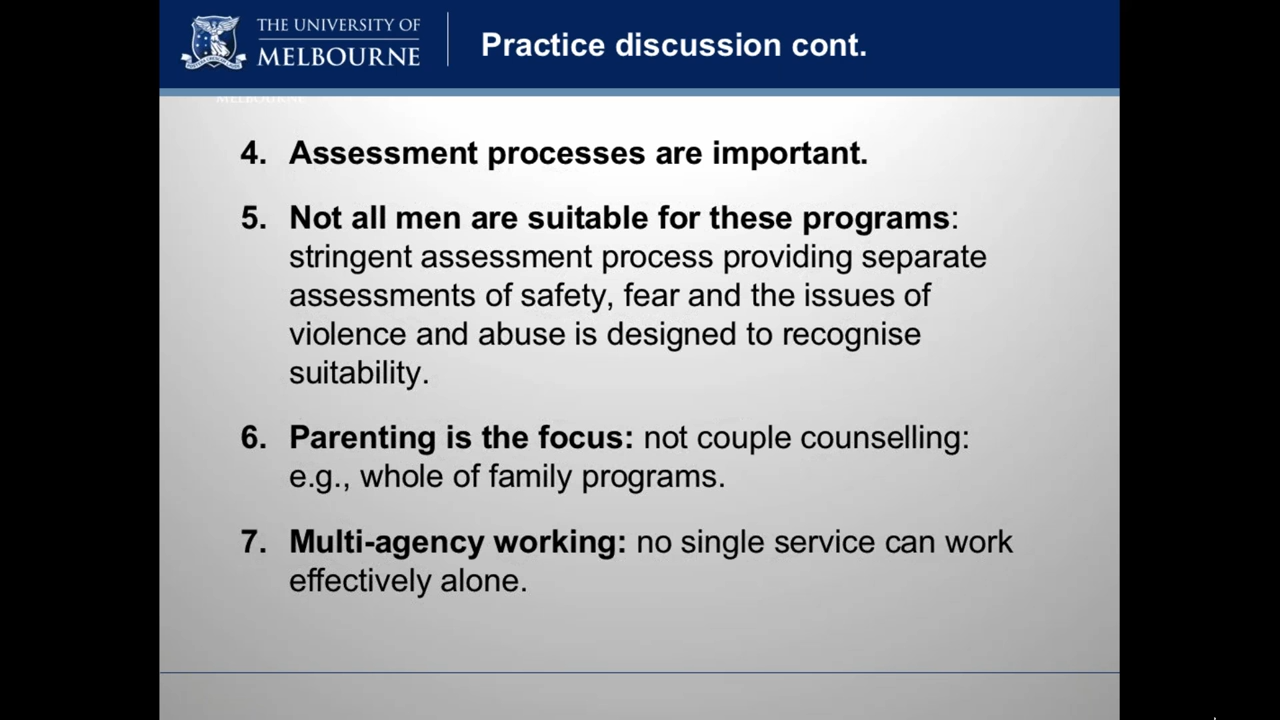 THE UNIVERSITY OF
MELBOURNE
Practice discussion cont.
MELBOURNE
4. Assessment processes are important.
5. Not all men are suitable for these programs:
stringent assessment process providing separate
assessments of safety, fear and the issues of
violence and abuse is designed to recognise
suitability.
6. Parenting is the focus: not couple counselling:
e.g., whole of family programs.
7. Multi-agency working: no single service can work
effectively alone.